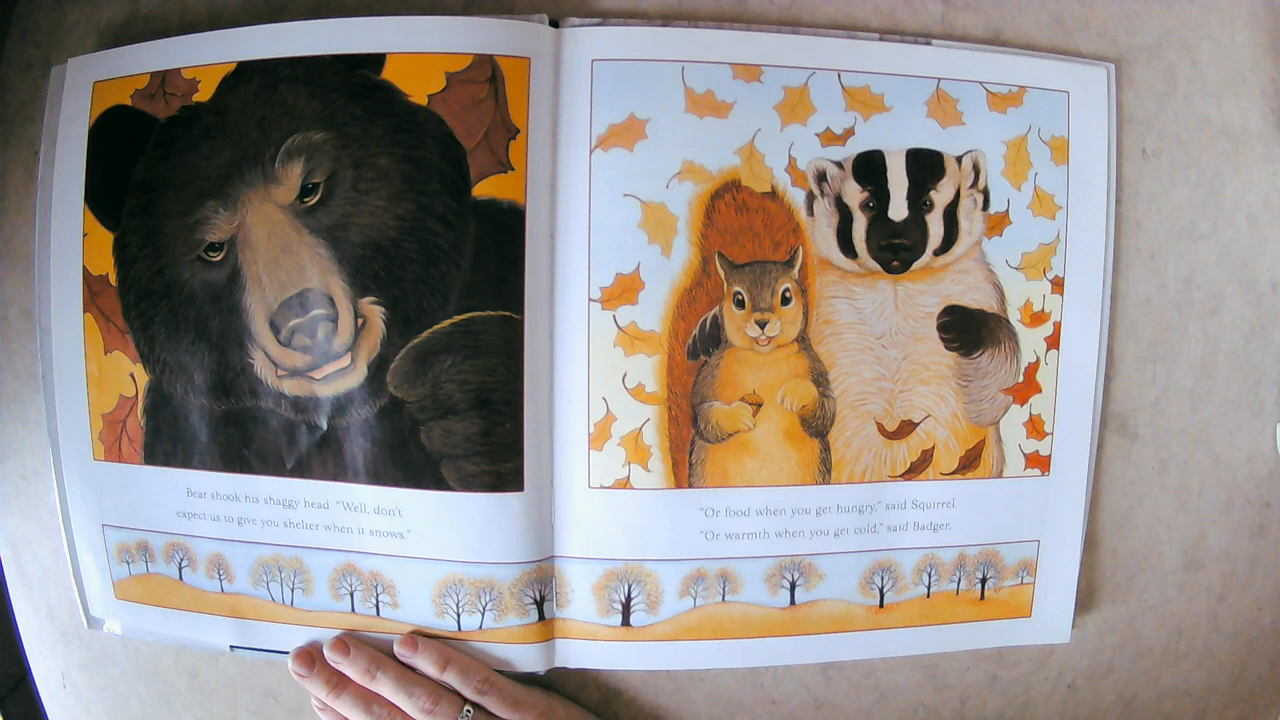 Bear shook his shaggy head "Well, don't
expect us to give you shelter when it snows."
"Or food when you get hungry," said Squirrel.
"Or warmth when you get cold," said Badger.